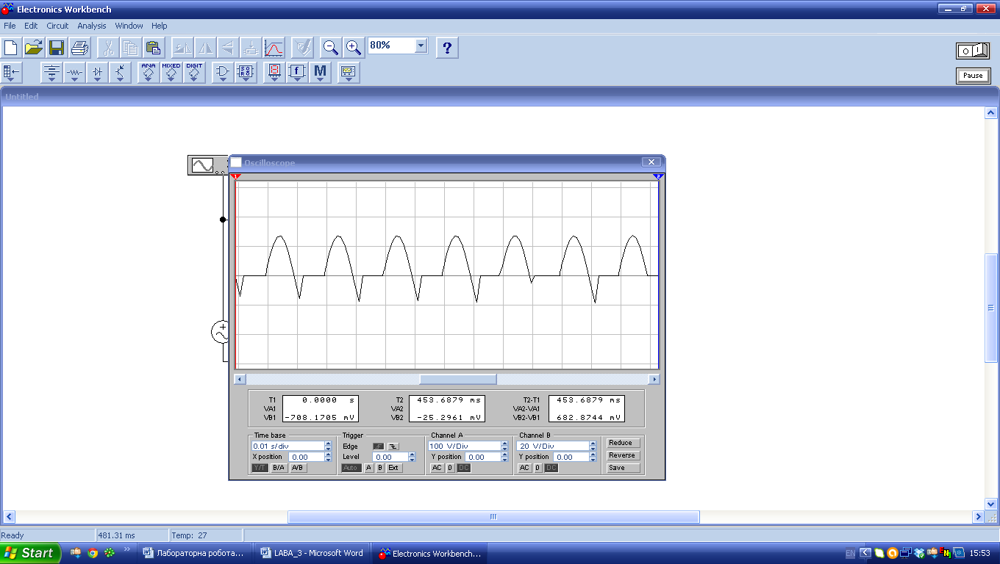 Electronics Workbench
File Edit Circuit Analysis Window Help
80% ?
ANA MIXED DIGIT
f M
Pause
Untitled
Oscilloscope
1 2
T1 0.0000 s T2 453.6879 ms T2-T1 453.6879 ms
VA1 VA2 VA2-VA1
VB1 -708.1705 mV VB2 -25.2961 mV VB2-VB1 682.8744 mV
Time base Trigger Channel A Channel B
0.01 s/div Edge 100 V/Div 20 V/Div Reduce
X position 0.00 Level 0.00 Y position 0.00 Y position 0.00 Reverse
Y/T B/A A/B Auto A B Ext AC 0 DC AC 0 DC Save
Ready 481.31 ms Temp: 27
Start Лабораторна робота... LABA_3 - Microsoft Word Electronics Workbench... EN 15:53